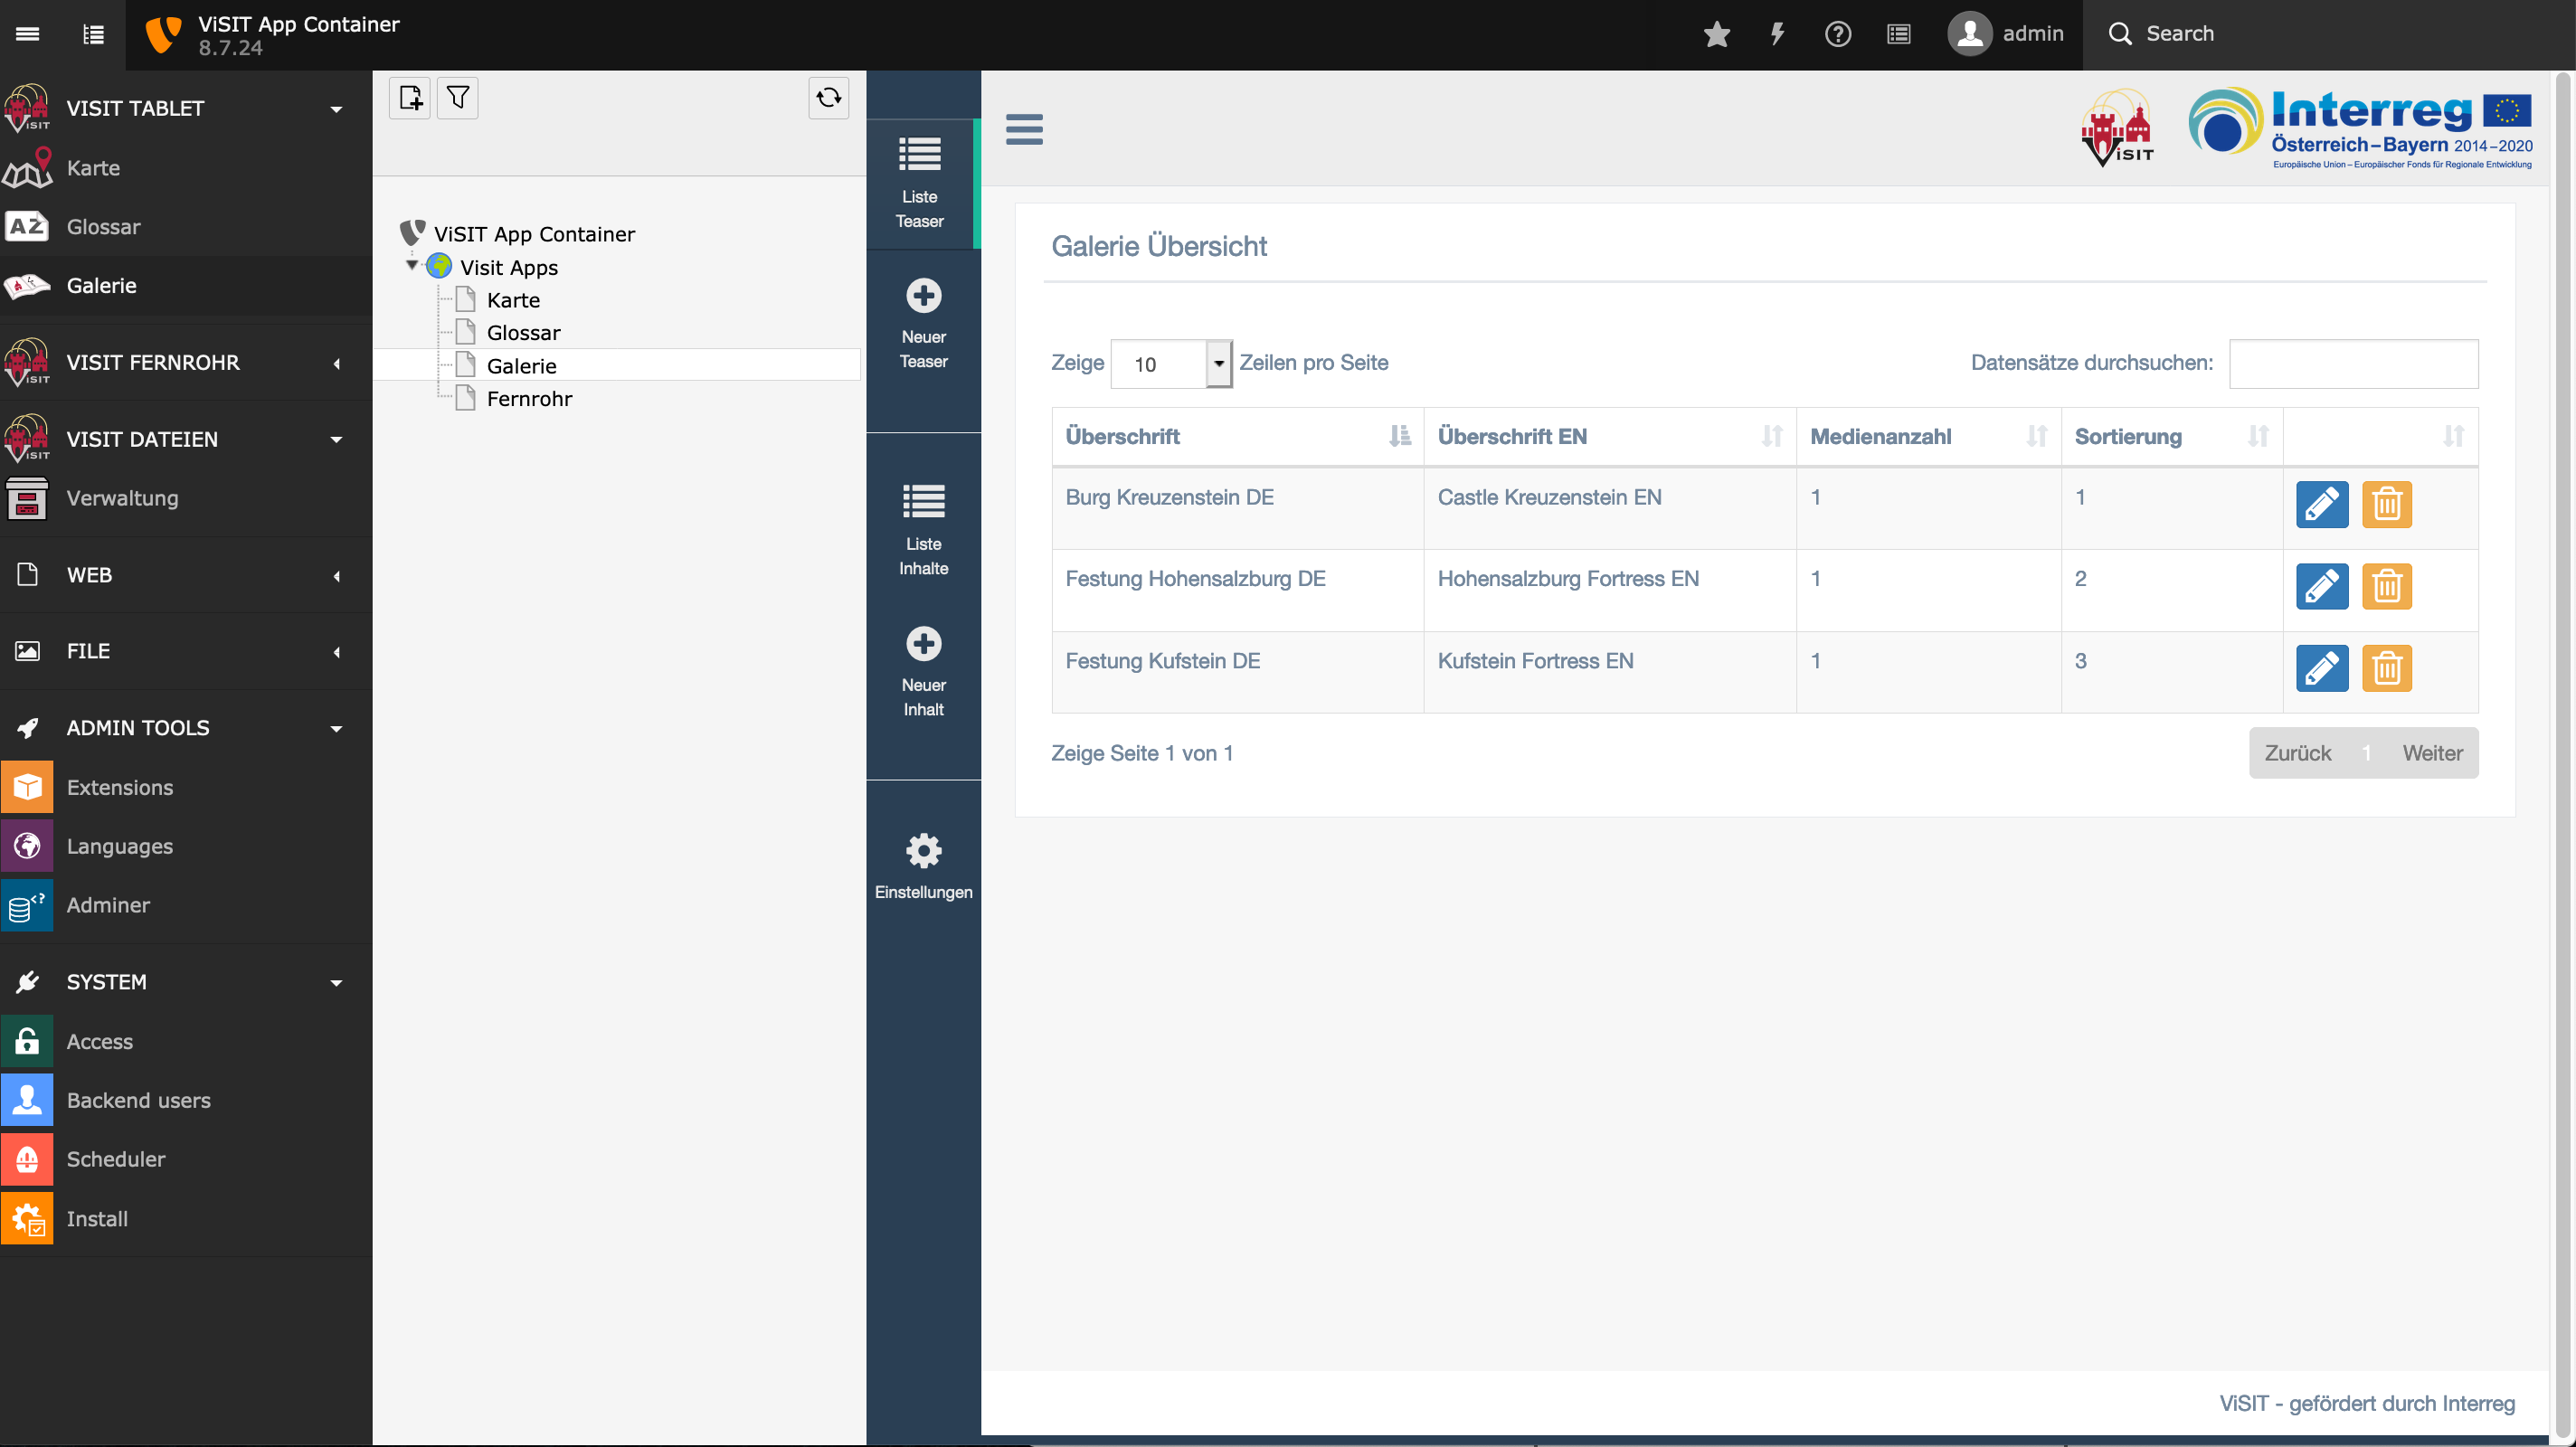 ViSIT App Container
8.7.24
admin
Search
VISIT TABLET
Karte
AZ Glossar
Galerie
VISIT FERNROHR
VISIT DATEIEN
Verwaltung
WEB
FILE
ADMIN TOOLS
Extensions
Languages
Adminer
SYSTEM
Access
Backend users
Scheduler
Install
ViSIT App Container
Visit Apps
Karte
Glossar
Galerie
Fernrohr
Liste
Teaser
Neuer
Teaser
Liste
Inhalte
Neuer
Inhalt
Einstellungen
ViSIT
Interreg
Österreich–Bayern 2014–2020
Europäische Union – Europäischer Fonds für Regionale Entwicklung
Galerie Übersicht
Zeige 10 Zeilen pro Seite
Datensätze durchsuchen:
Überschrift Überschrift EN Medienanzahl Sortierung
Burg Kreuzenstein DE Castle Kreuzenstein EN 1 1
Festung Hohensalzburg DE Hohensalzburg Fortress EN 1 2
Festung Kufstein DE Kufstein Fortress EN 1 3
Zeige Seite 1 von 1
Zurück 1 Weiter
ViSIT - gefördert durch Interreg